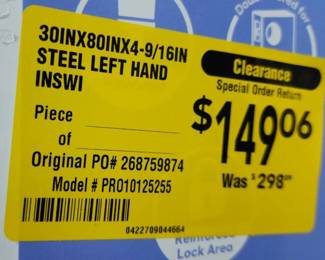 30INX80INX4-9/16IN
STEEL LEFT HAND
INSWI
Piece
of
Original PO# 268759874
Model # PRO10125255
0422709044664
Clearance
Special Order Return
$149.06
Was $298
Lock Area